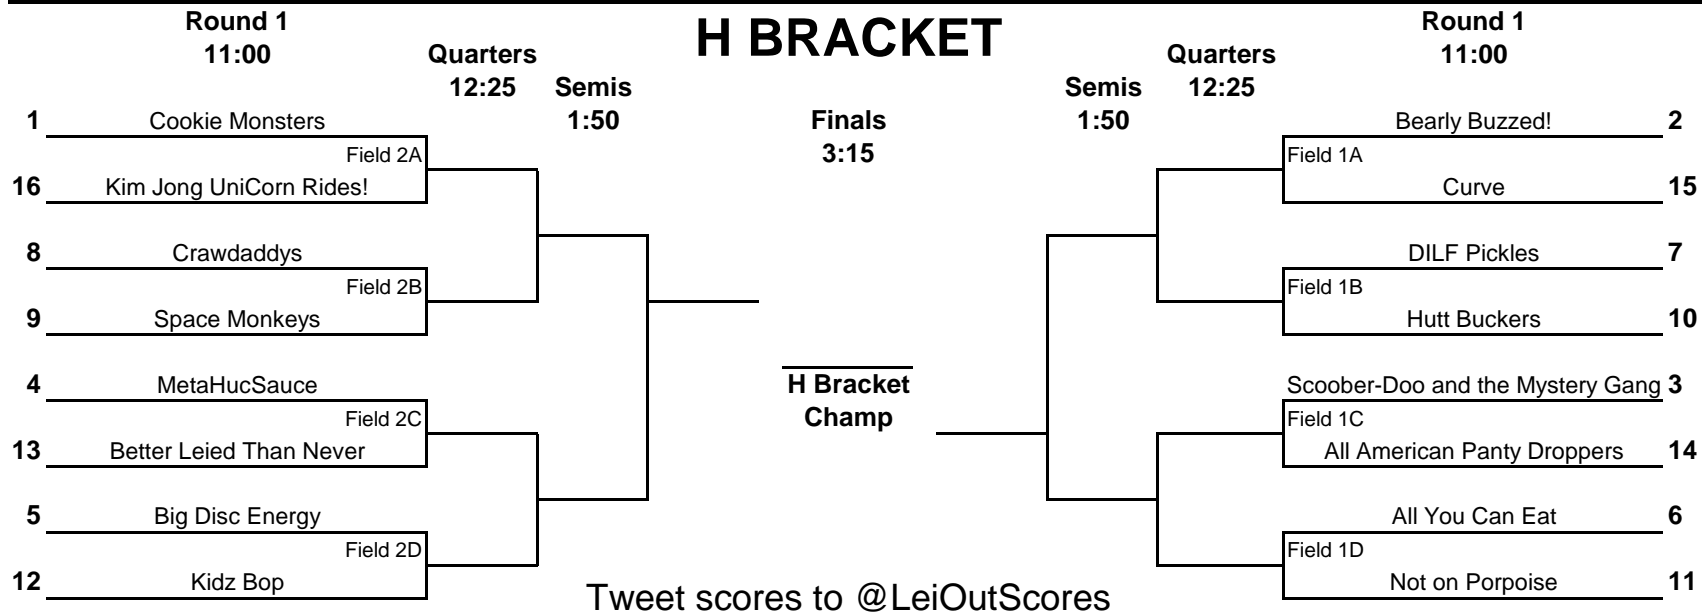 H BRACKET
Round 1
11:00
Quarters
12:25
Semis
1:50
Finals
3:15
Semis
1:50
Quarters
12:25
Round 1
11:00
1 Cookie Monsters
Field 2A
16 Kim Jong UniCorn Rides!
8 Crawdaddys
Field 2B
9 Space Monkeys
4 MetaHucSauce
Field 2C
13 Better Leied Than Never
5 Big Disc Energy
Field 2D
12 Kidz Bop
H Bracket
Champ
Bearly Buzzed! 2
Field 1A
Curve 15
DILF Pickles 7
Field 1B
Hutt Buckers 10
Scoober-Doo and the Mystery Gang 3
Field 1C
All American Panty Droppers 14
All You Can Eat 6
Field 1D
Not on Porpoise 11
Tweet scores to @LeiOutScores